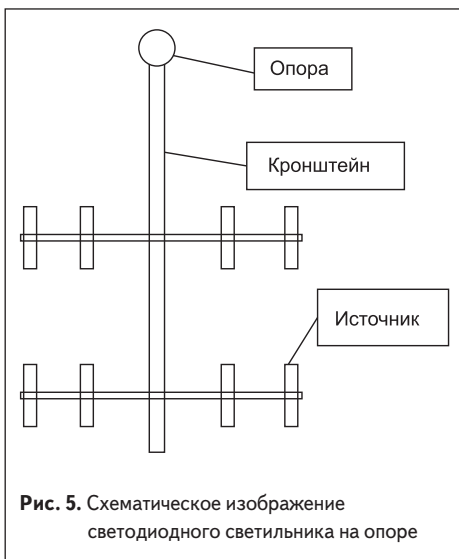 Опора
Кронштейн
Источник
Рис. 5. Схематическое изображение
светодиодного светильника на опоре